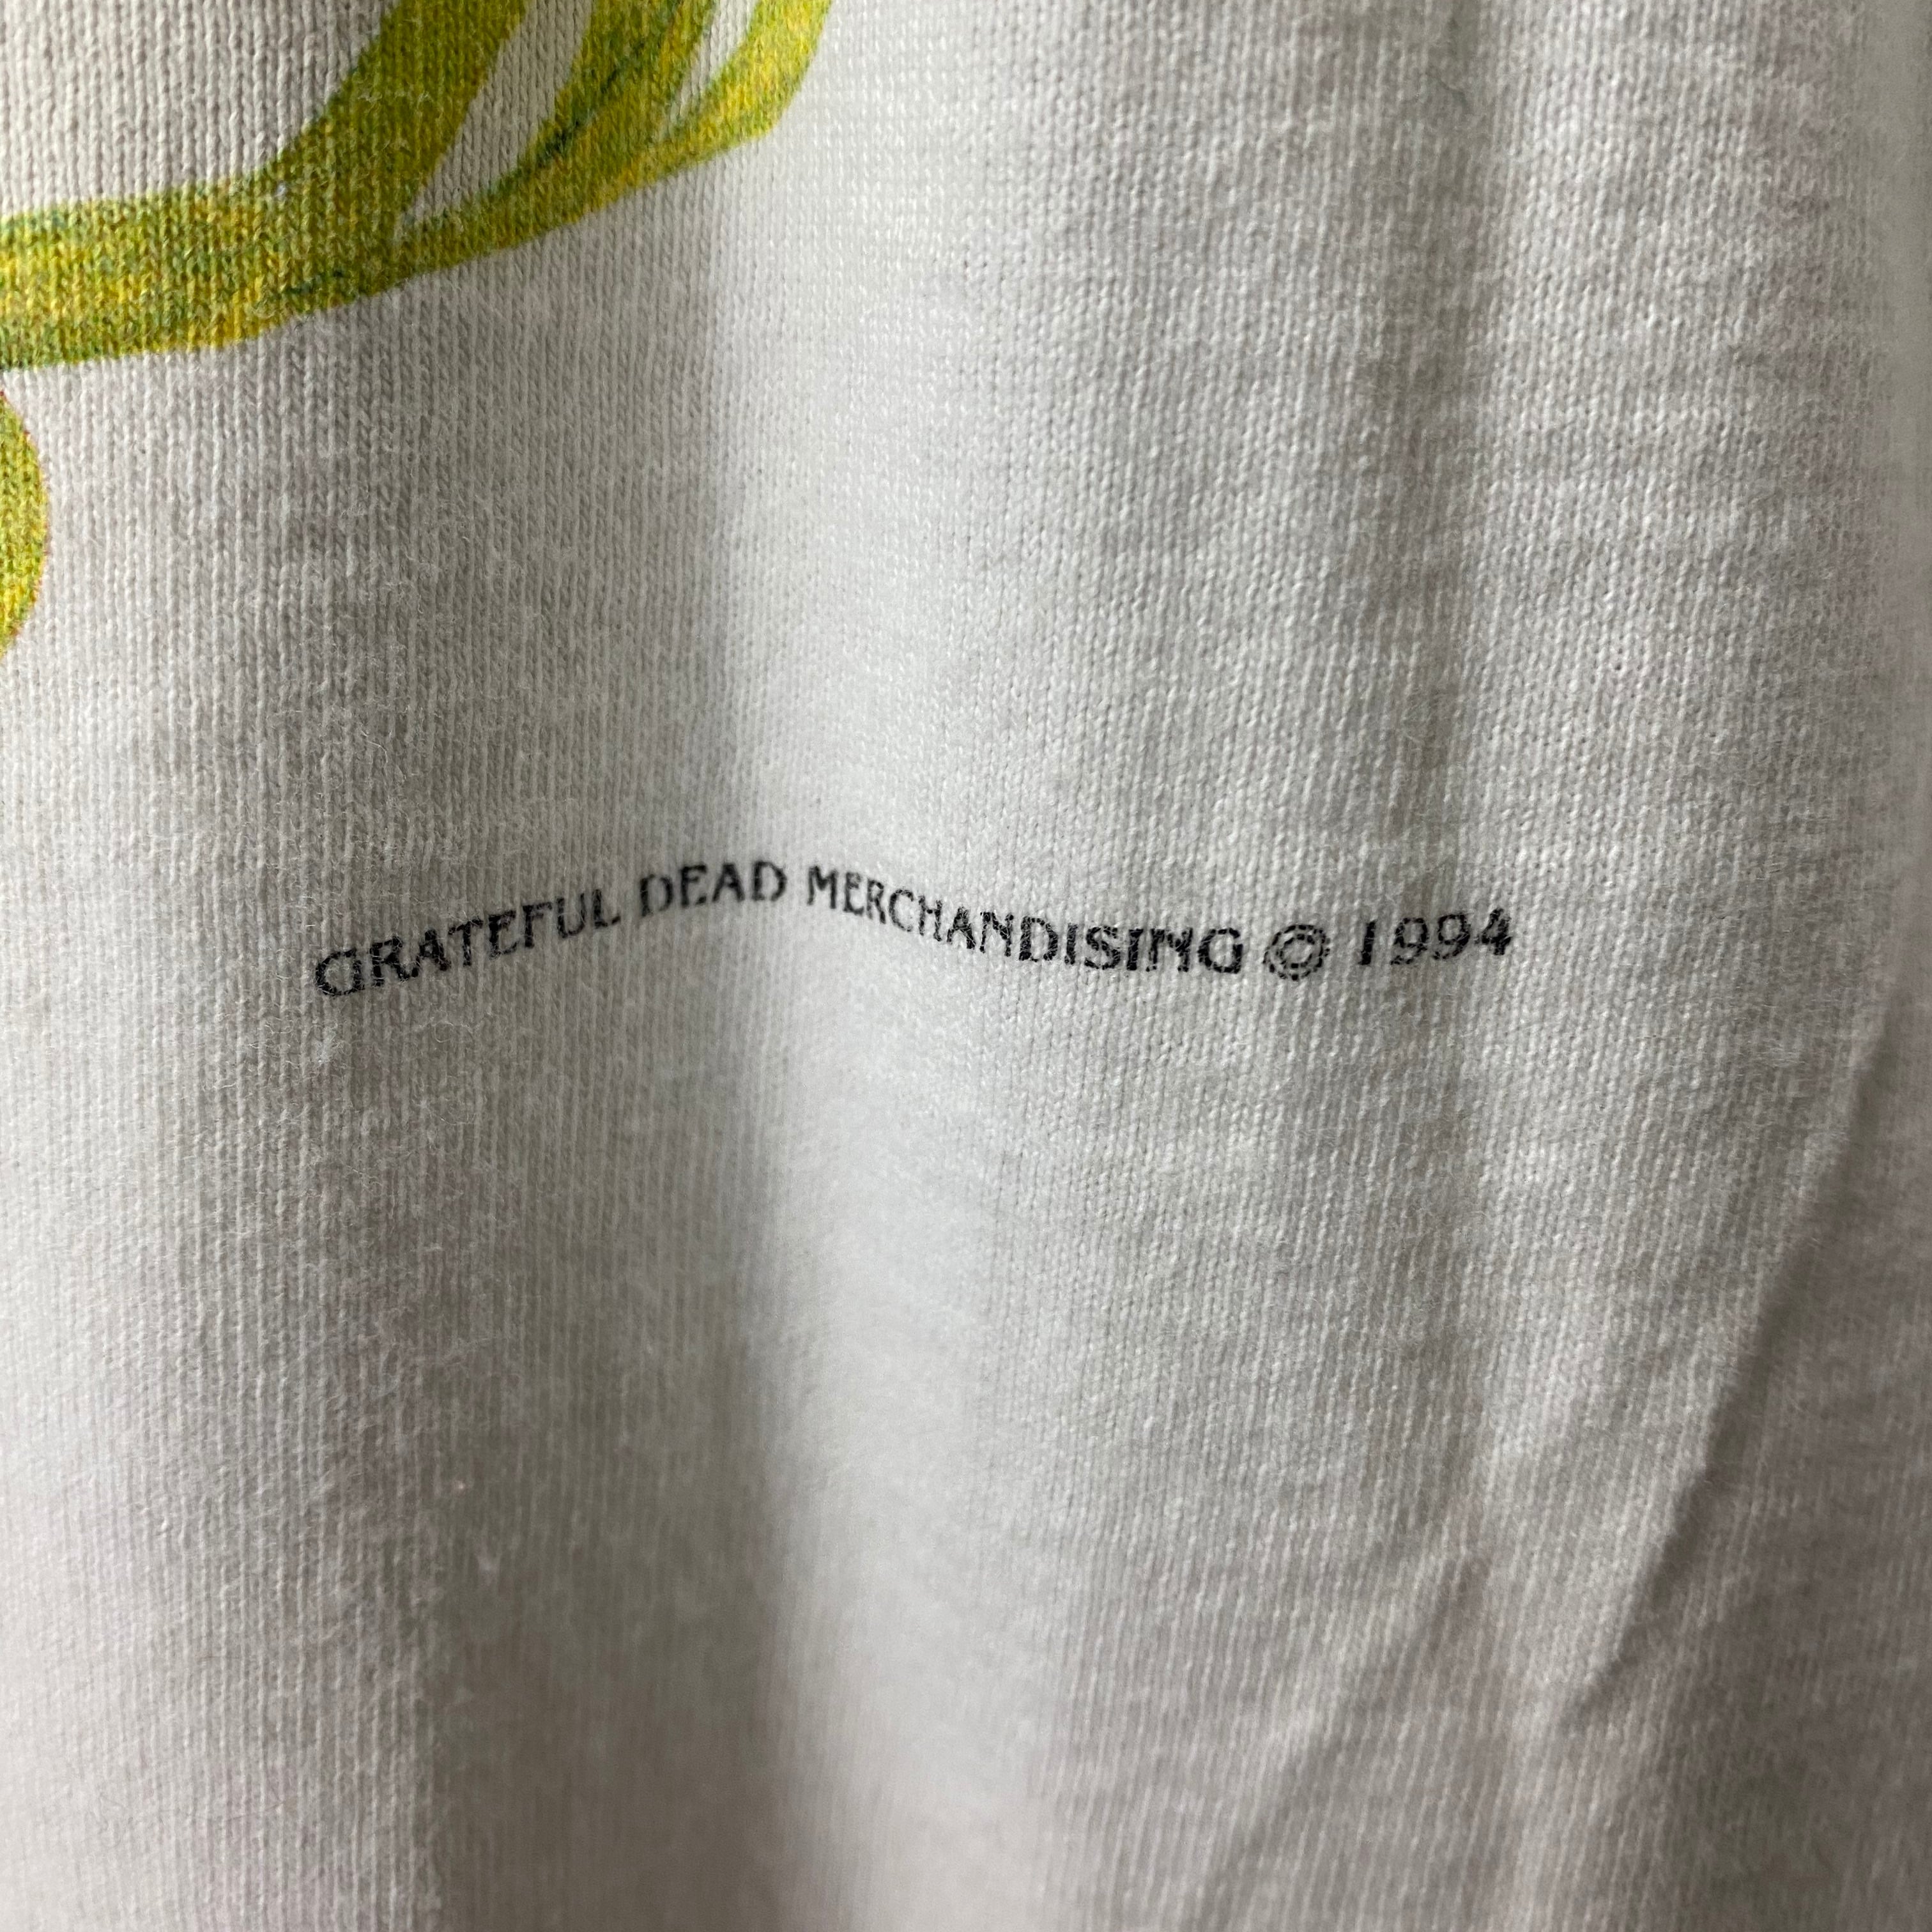 GRATEFUL DEAD MERCHANDISING © 1994